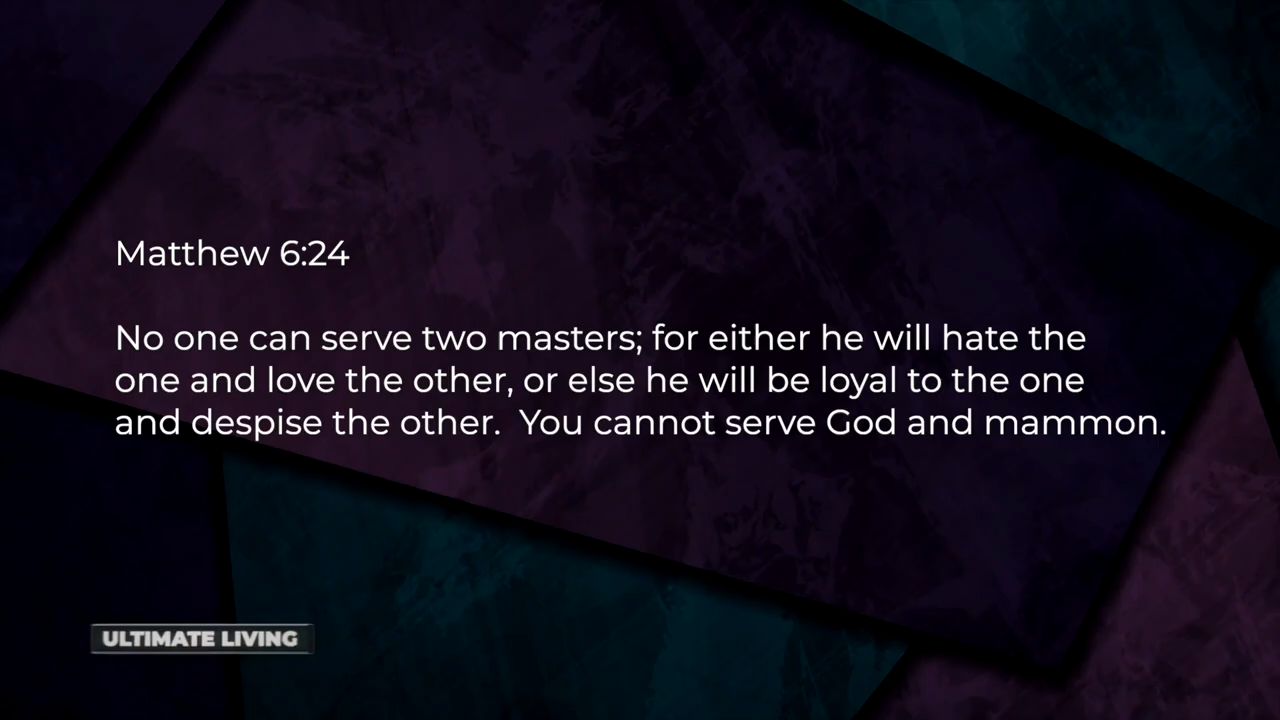 Matthew 6:24
No one can serve two masters; for either he will hate the
one and love the other, or else he will be loyal to the one
and despise the other.  You cannot serve God and mammon.
ULTIMATE LIVING